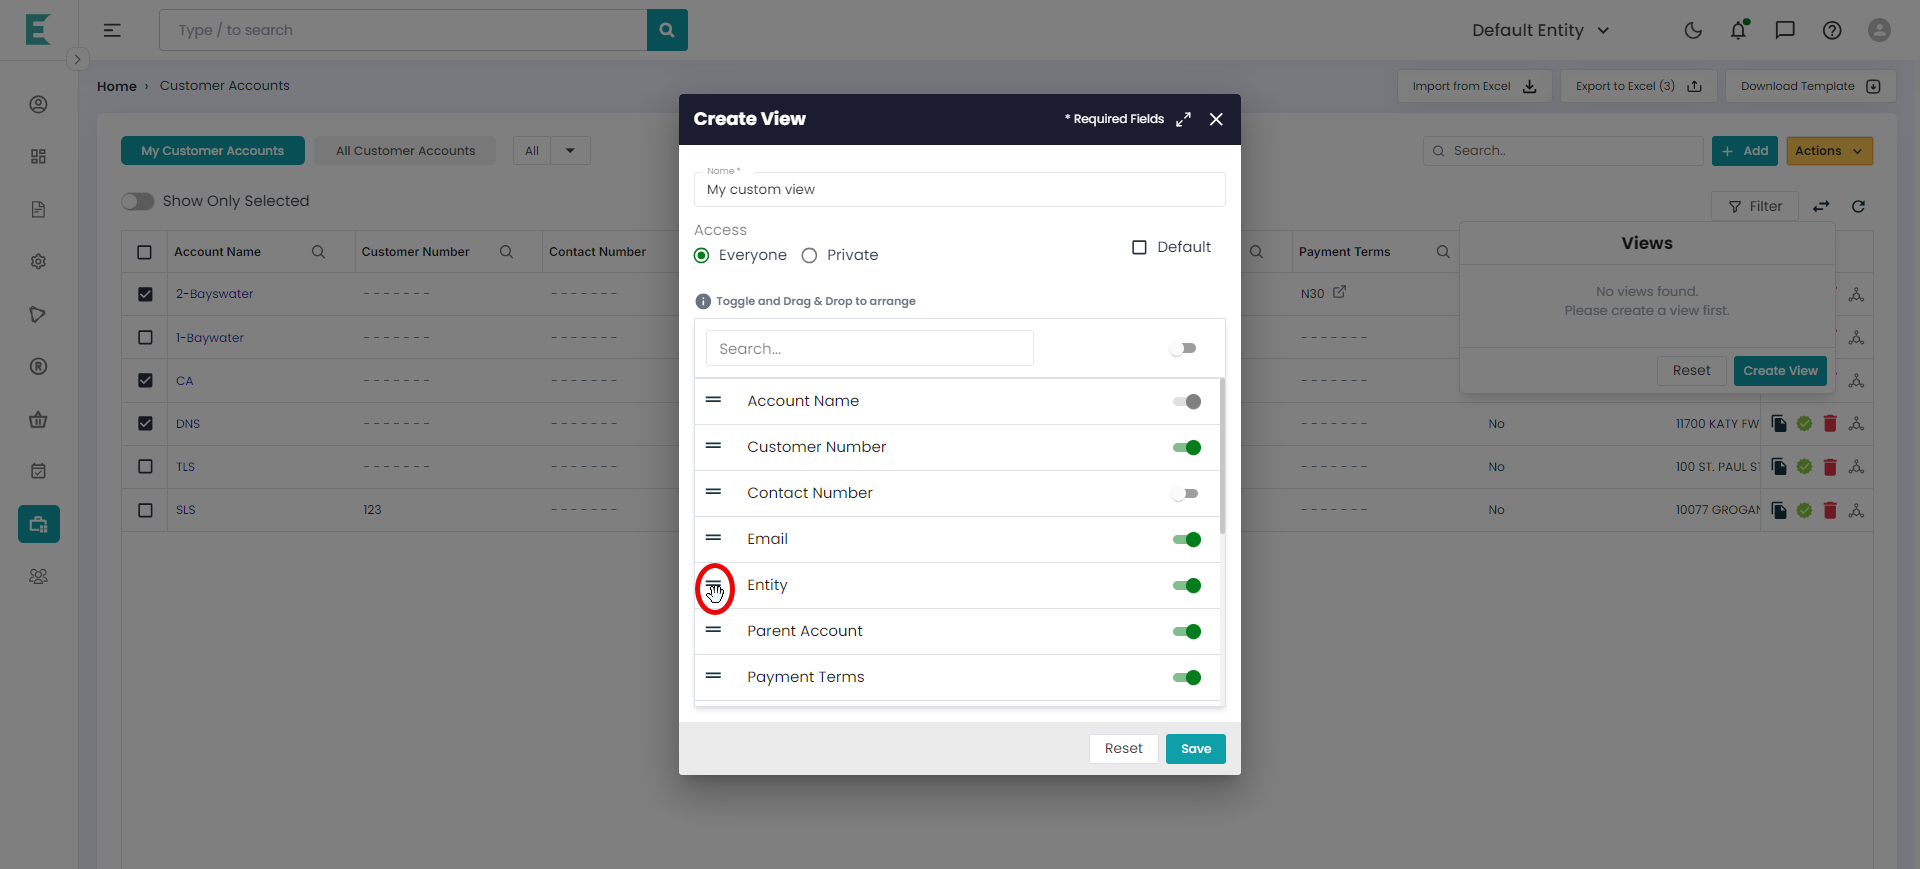 Type / to search
Default Entity
Home › Customer Accounts
Import from Excel
Export to Excel (3)
Download Template
Create View
* Required Fields
My Customer Accounts
All Customer Accounts
All
Search..
+ Add
Actions
Name *
My custom view
Show Only Selected
Filter
Access
Everyone
Private
Default
Account Name
Customer Number
Contact Number
Payment Terms
Views
2-Bayswater
- - - - - - -
- - - - - - -
N30
No views found.
Please create a view first.
Toggle and Drag & Drop to arrange
1-Baywater
- - - - - - -
- - - - - - -
- - - - - - -
Search...
Reset
Create View
CA
- - - - - - -
- - - - - - -
- - - - - - -
Account Name
DNS
- - - - - - -
- - - - - - -
- - - - - - -
No
11700 KATY FW
Customer Number
TLS
- - - - - - -
- - - - - - -
- - - - - - -
No
100 ST. PAUL S
Contact Number
SLS
123
- - - - - - -
- - - - - - -
No
10077 GROGAN
Email
Entity
Parent Account
Payment Terms
Reset
Save